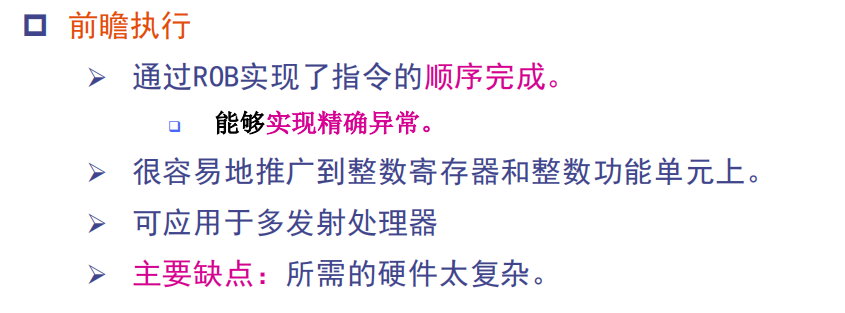 前瞻执行
通过ROB实现了指令的顺序完成。
能够实现精确异常。
很容易地推广到整数寄存器和整数功能单元上。
可应用于多发射处理器
主要缺点：所需的硬件太复杂。